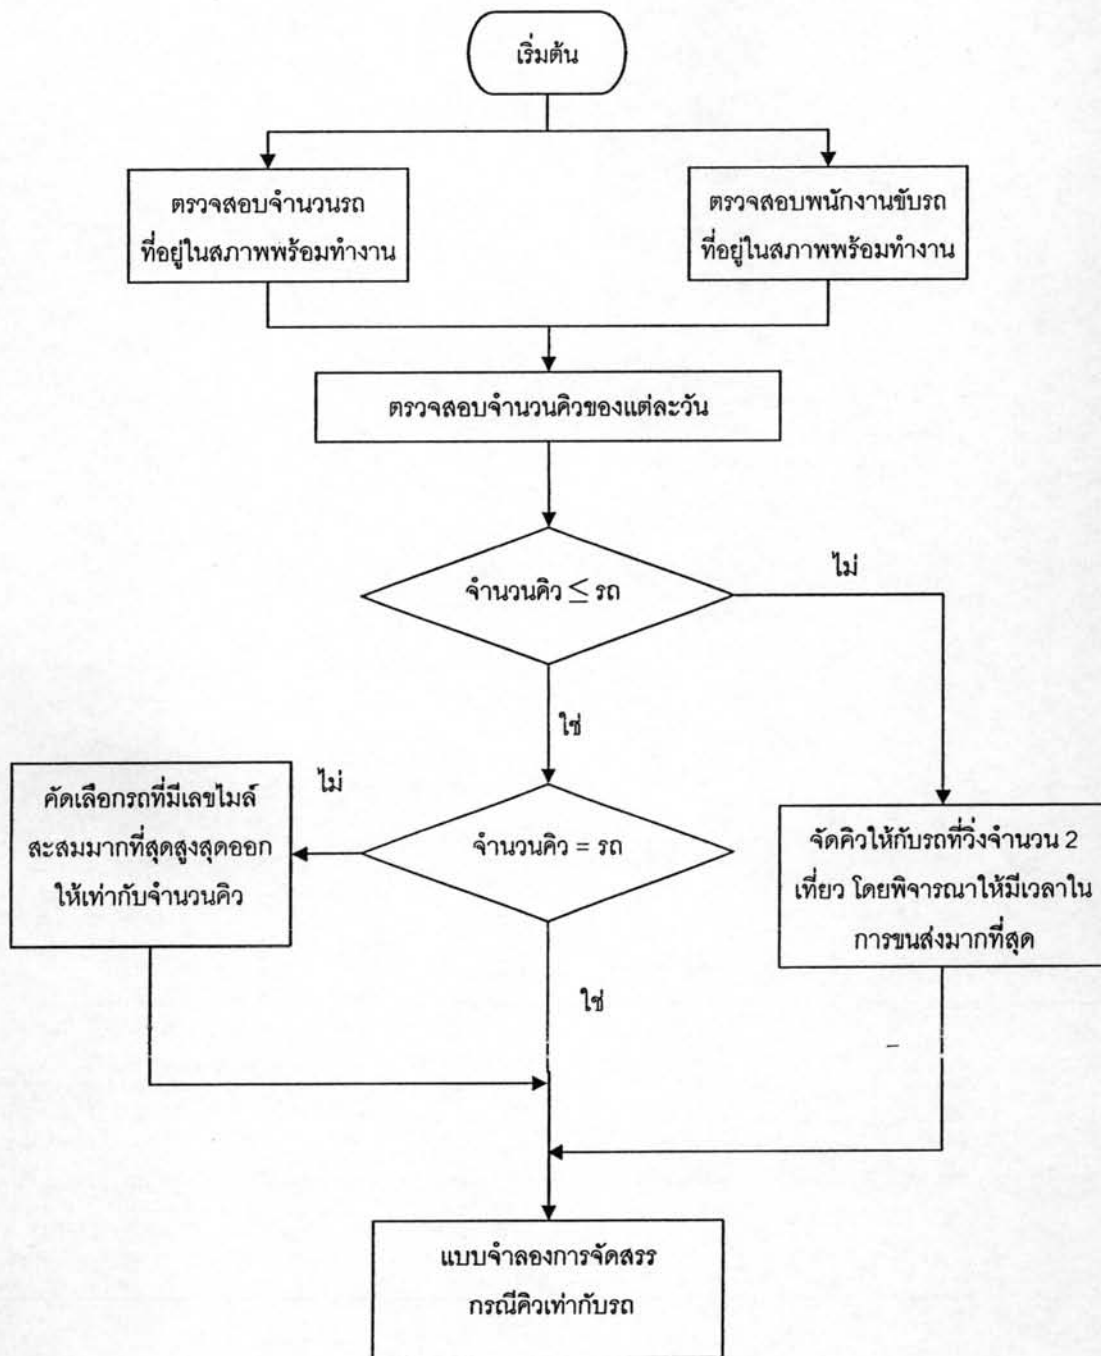 เริ่มต้น
ตรวจสอบจำนวนรถ
ที่อยู่ในสภาพพร้อมทำงาน
ตรวจสอบพนักงานขับรถ
ที่อยู่ในสภาพพร้อมทำงาน
ตรวจสอบจำนวนคิวของแต่ละวัน
จำนวนคิว ≤ รถ
ไม่
ใช่
คัดเลือกรถที่มีเลขไมล์
สะสมมากที่สุดสูงสุดออก
ให้เท่ากับจำนวนคิว
ไม่
จำนวนคิว = รถ
จัดคิวให้กับรถที่วิ่งจำนวน 2
เที่ยว โดยพิจารณาให้มีเวลาใน
การขนส่งมากที่สุด
ใช่
แบบจำลองการจัดสรร
กรณีคิวเท่ากับรถ